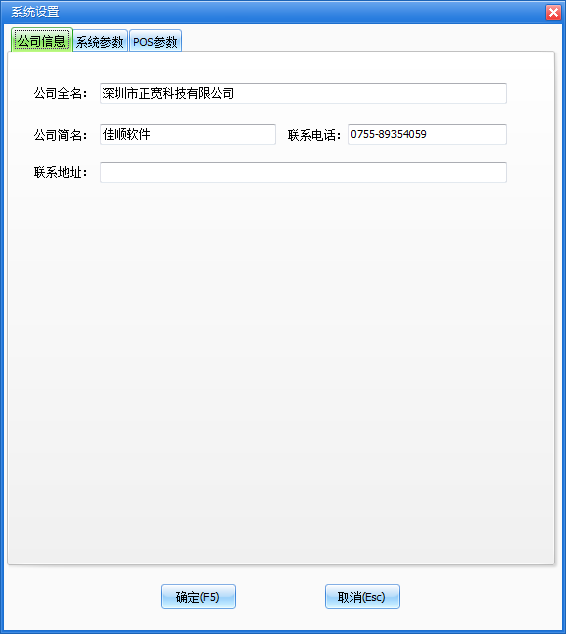 系统设置
公司信息 系统参数 POS参数
公司全名： 深圳市正宽科技有限公司
公司简名： 佳顺软件 联系电话： 0755-89354059
联系地址：
确定(F5) 取消(Esc)